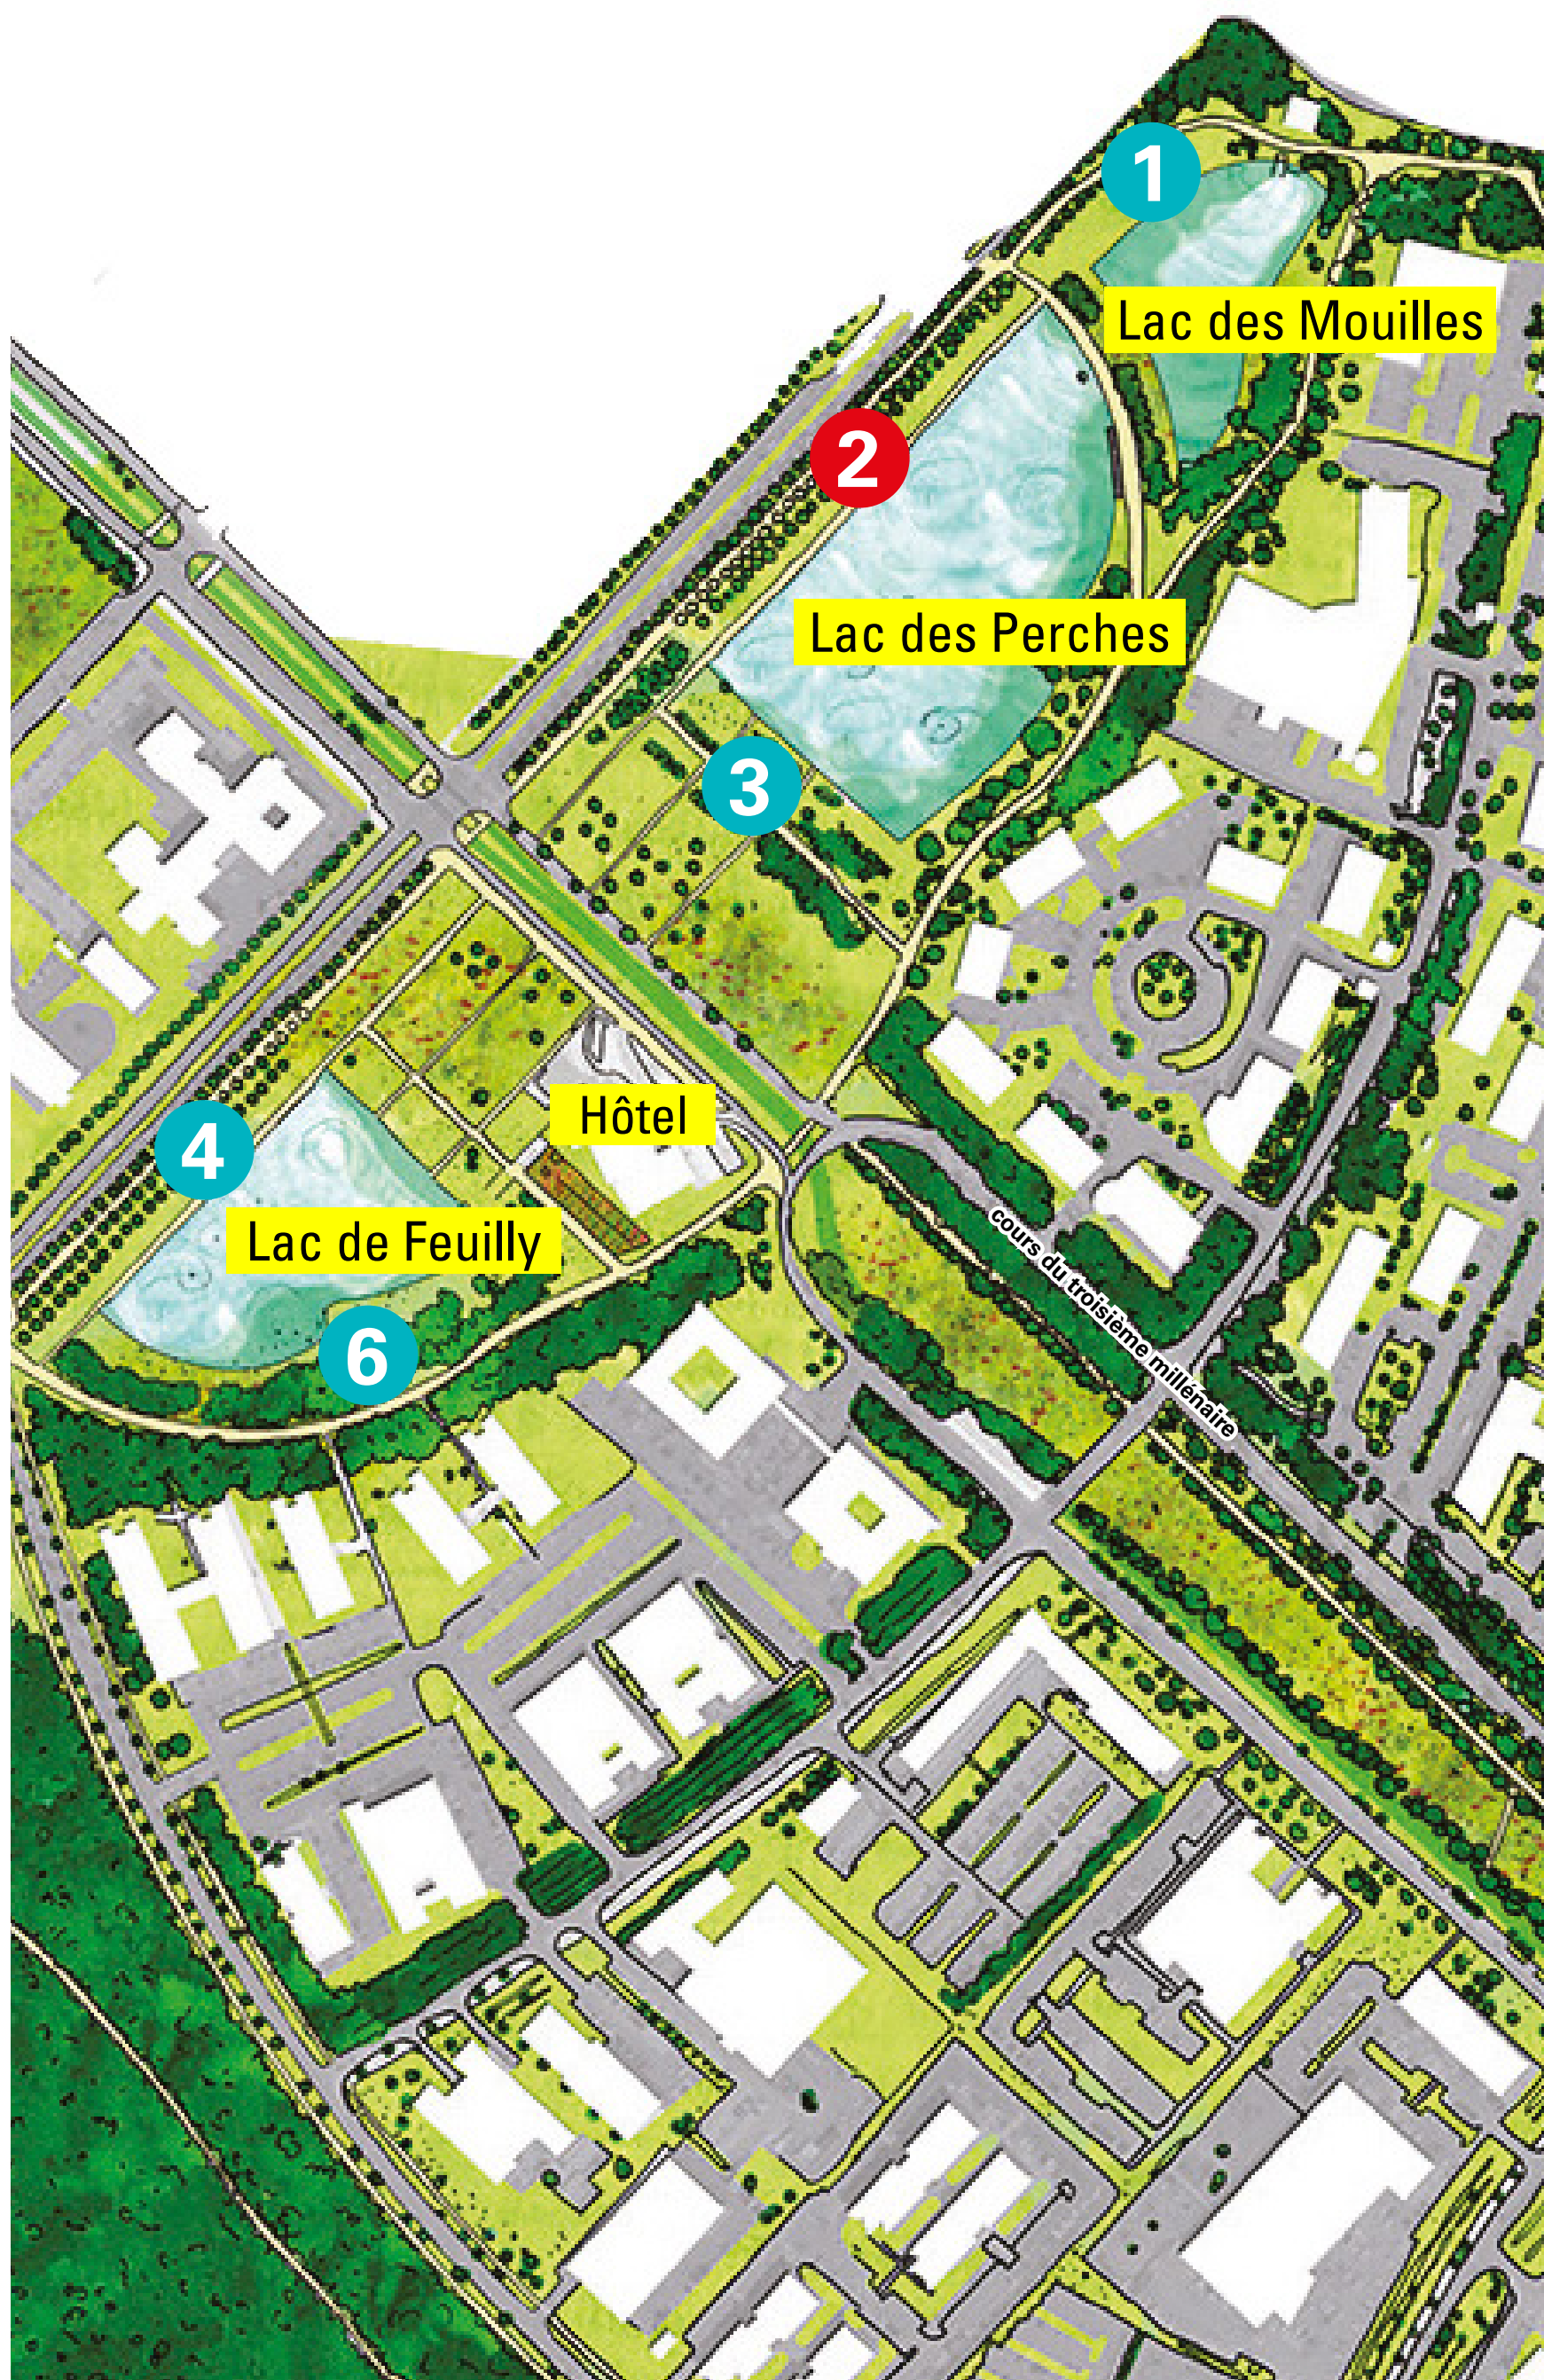 1
Lac des Mouilles
2
Lac des Perches
3
Hôtel
4
Lac de Feuilly
cours du troisième millénaire
6